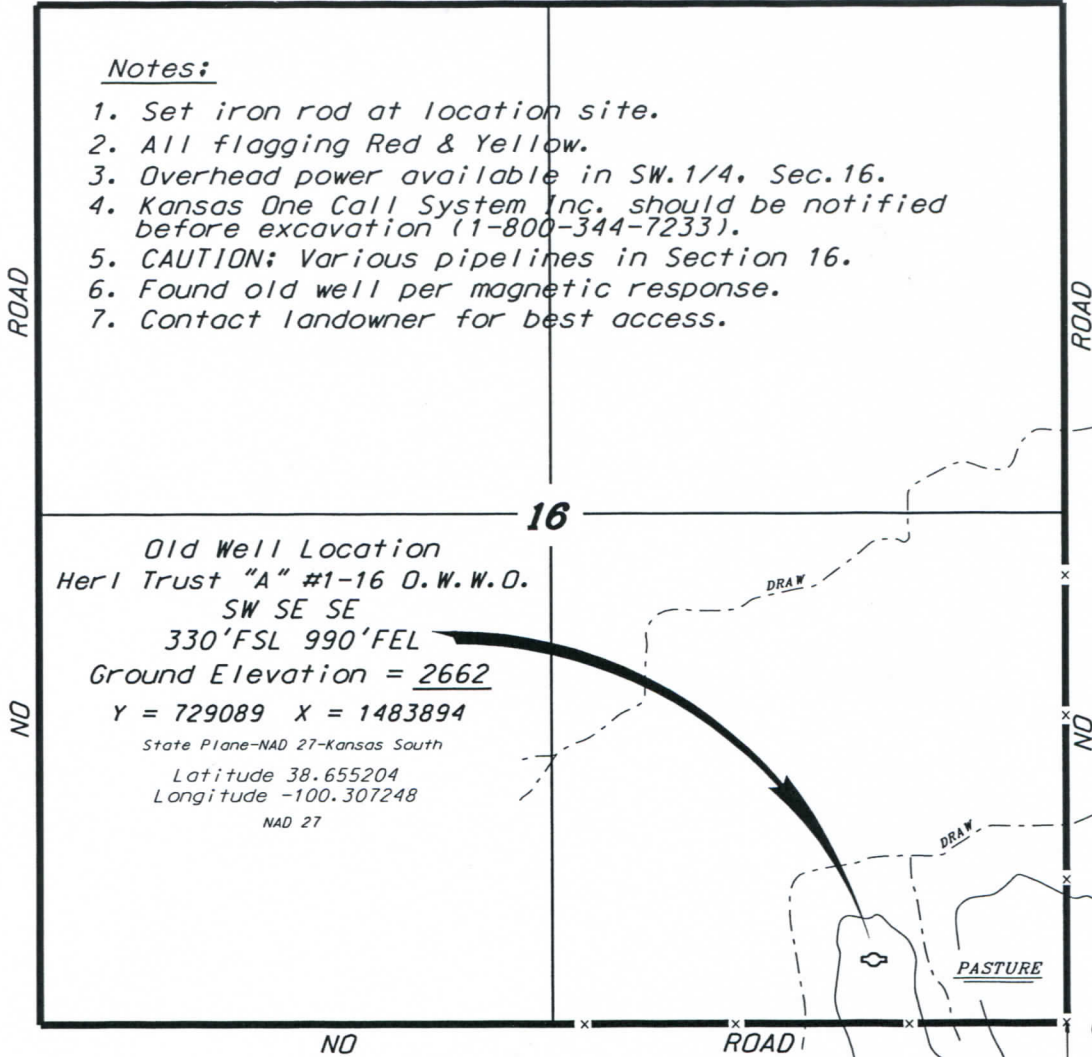 Notes:
1. Set iron rod at location site.
2. All flagging Red & Yellow.
3. Overhead power available in SW.1/4, Sec.16.
4. Kansas One Call System Inc. should be notified
before excavation (1-800-344-7233).
5. CAUTION: Various pipelines in Section 16.
6. Found old well per magnetic response.
7. Contact landowner for best access.
ROAD
ROAD
16
Old Well Location
Herl Trust "A" #1-16 O.W.W.O.
SW SE SE
330'FSL 990'FEL
Ground Elevation = 2662
Y = 729089 X = 1483894
State Plane-NAD 27-Kansas South
Latitude 38.655204
Longitude -100.307248
NAD 27
DRAW
NO
NO
DRAW
PASTURE
NO ROAD